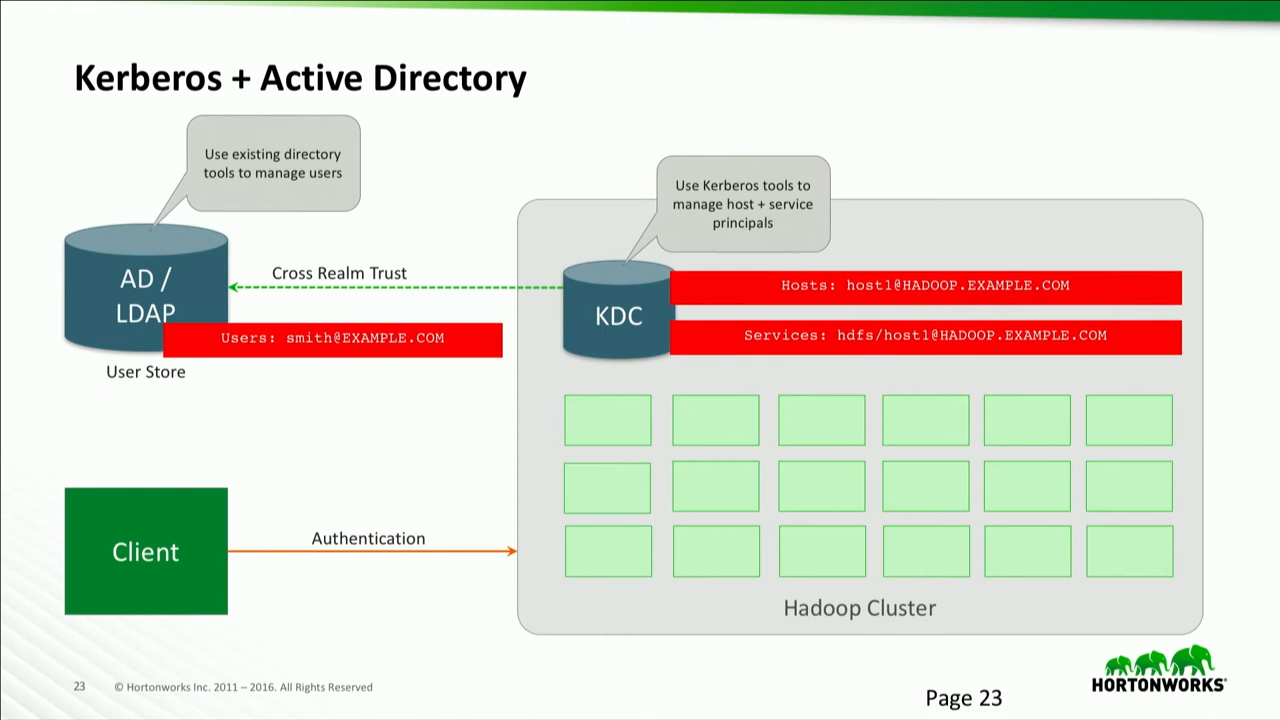 Kerberos + Active Directory
Use existing directory
tools to manage users
Use Kerberos tools to
manage host + service
principals
AD /
LDAP
Cross Realm Trust
KDC
Hosts: host1@HADOOP.EXAMPLE.COM
Services: hdfs/host1@HADOOP.EXAMPLE.COM
Users: smith@EXAMPLE.COM
User Store
Client
Authentication
Hadoop Cluster
23
© Hortonworks Inc. 2011 – 2016. All Rights Reserved
Page 23
HORTONWORKS